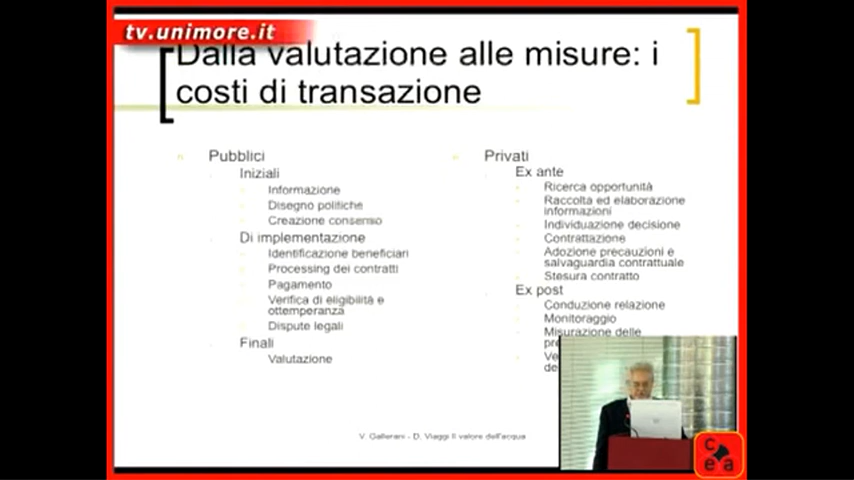 tv.unimore.it
Dalla valutazione alle misure: i
costi di transazione
Pubblici
Iniziali
Informazione
Disegno politiche
Creazione consenso
Di implementazione
Identificazione beneficiari
Processing dei contratti
Pagamento
Verifica di eligibilità e
ottemperanza
Dispute legali
Finali
Valutazione
Privati
Ex ante
Ricerca opportunità
Raccolta ed elaborazione
informazioni
Individuazione decisione
Contrattazione
Adozione precauzioni e
salvaguardia contrattuale
Stesura contratto
Ex post
Conduzione relazione
Monitoraggio
Misurazione delle
V. Gallerani - D. Viaggi Il valore dell'acqua
c
e a